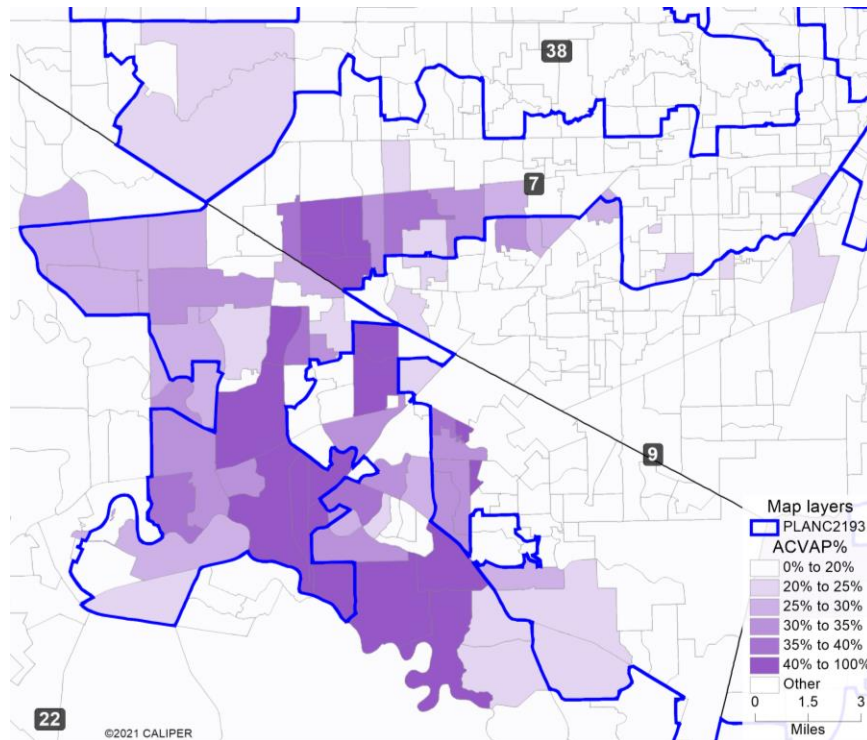 38
7
9
22
©2021 CALIPER
Map layers
PLANC2193
ACVAP%
0% to 20%
20% to 25%
25% to 30%
30% to 35%
35% to 40%
40% to 100%
Other
0 1.5 3
Miles